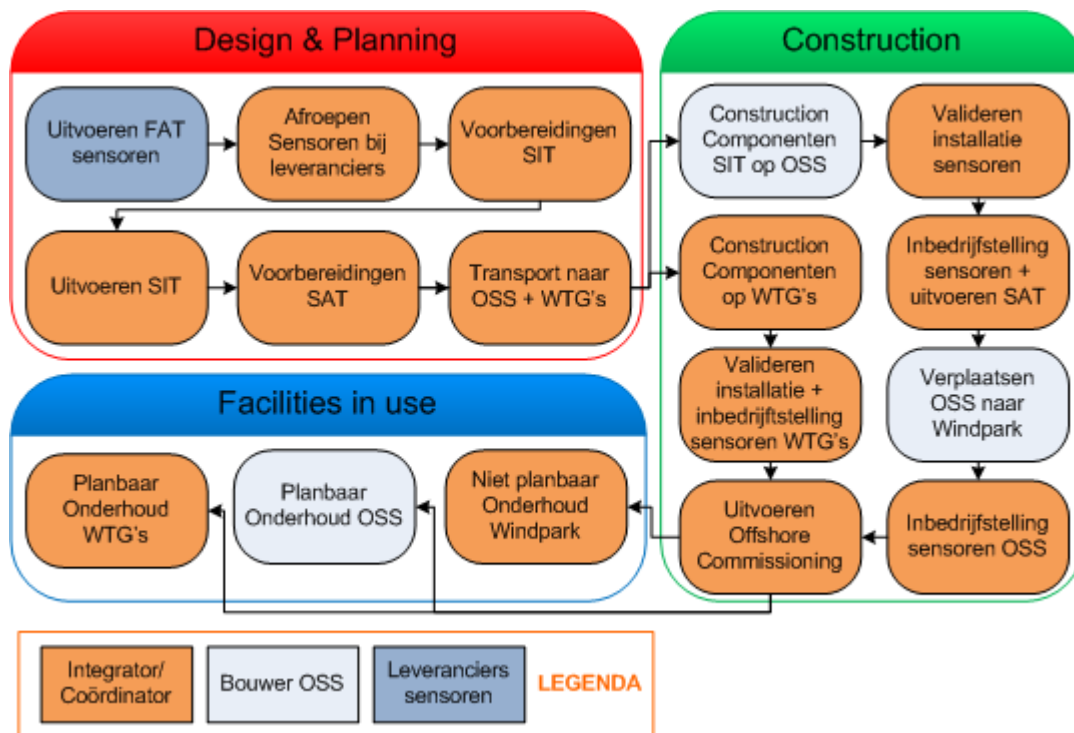 Design & Planning
Uitvoeren FAT
sensoren
Afroepen
Sensoren bij
leveranciers
Voorbereidingen
SIT
Uitvoeren SIT
Voorbereidingen
SAT
Transport naar
OSS + WTG's
Construction
Construction
Componenten
SIT op OSS
Valideren
installatie
sensoren
Construction
Componenten
op WTG's
Inbedrijfstelling
sensoren +
uitvoeren SAT
Valideren
installatie +
inbedrijftstelling
sensoren WTG's
Verplaatsen
OSS naar
Windpark
Uitvoeren
Offshore
Commissioning
Inbedrijfstelling
sensoren OSS
Facilities in use
Planbaar
Onderhoud
WTG's
Planbaar
Onderhoud OSS
Niet planbaar
Onderhoud
Windpark
Integrator/
Coördinator
Bouwer OSS
Leveranciers
sensoren
LEGENDA